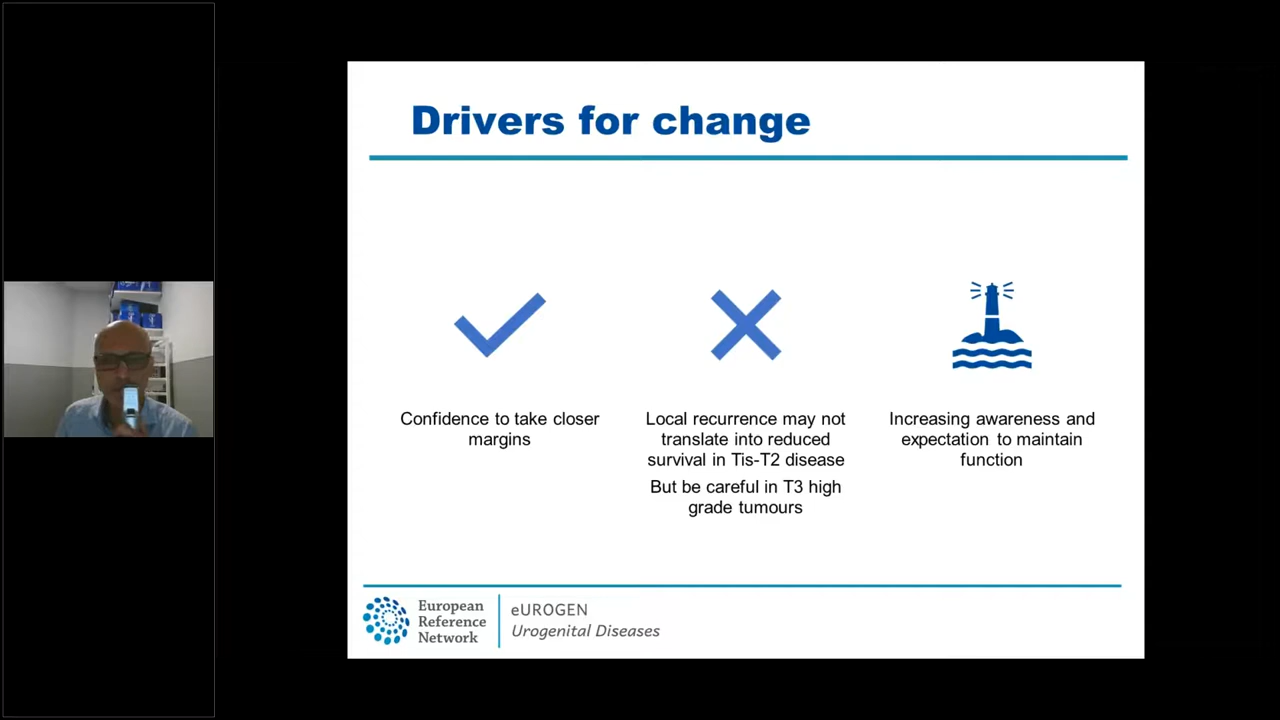 Drivers for change
Confidence to take closer
margins
Local recurrence may not
translate into reduced
survival in Tis-T2 disease
But be careful in T3 high
grade tumours
Increasing awareness and
expectation to maintain
function
European
Reference
Network
eUROGEN
Urogenital Diseases